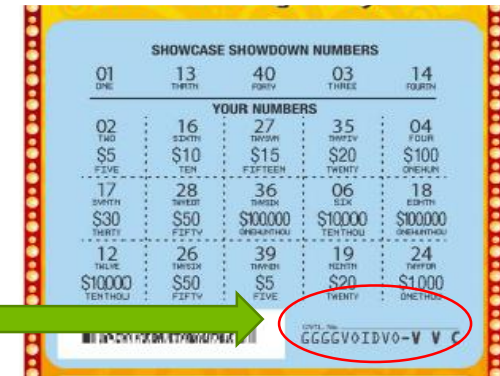 SHOWCASE SHOWDOWN NUMBERS
01 13 40 03 14
ONE THRTN FORTY THREE FOURTN
YOUR NUMBERS
02 16 27 35 04
TWO SIXTN TWYSVN THYFIV FOUR
$5 $10 $15 $20 $100
FIVE TEN FIFTEEN TWENTY ONEHUN
17 28 36 06 18
SVNTN TWYEGT THYSIX SIX EGHTN
$30 $50 $100,000 $10,000 $100,000
THIRTY FIFTY ONEHUNTHOU TENTHOU ONEHUNTHOU
12 26 39 19 24
TWLVE TWYSIX THYNIN NINTN TWYFOR
$10,000 $50 $5 $20 $1,000
TENTHOU FIFTY FIVE TWENTY ONETHOU
GGGGVOIDVO-V V C